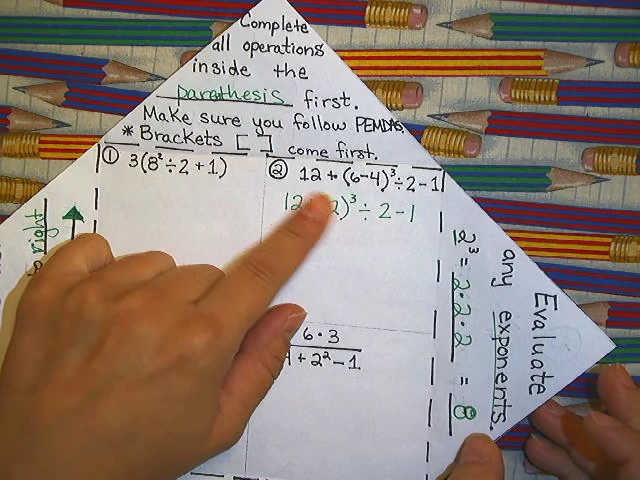 Complete
all operations
inside the
parathesis first.
Make sure you follow PEMDAS
* Brackets [ ] come first.
① 3(8²÷2+1)
② 12+(6-4)³÷2-1
2)³÷2-1
6·3
+2²-1
Evaluate
any exponents.
2³=2·2·2=8